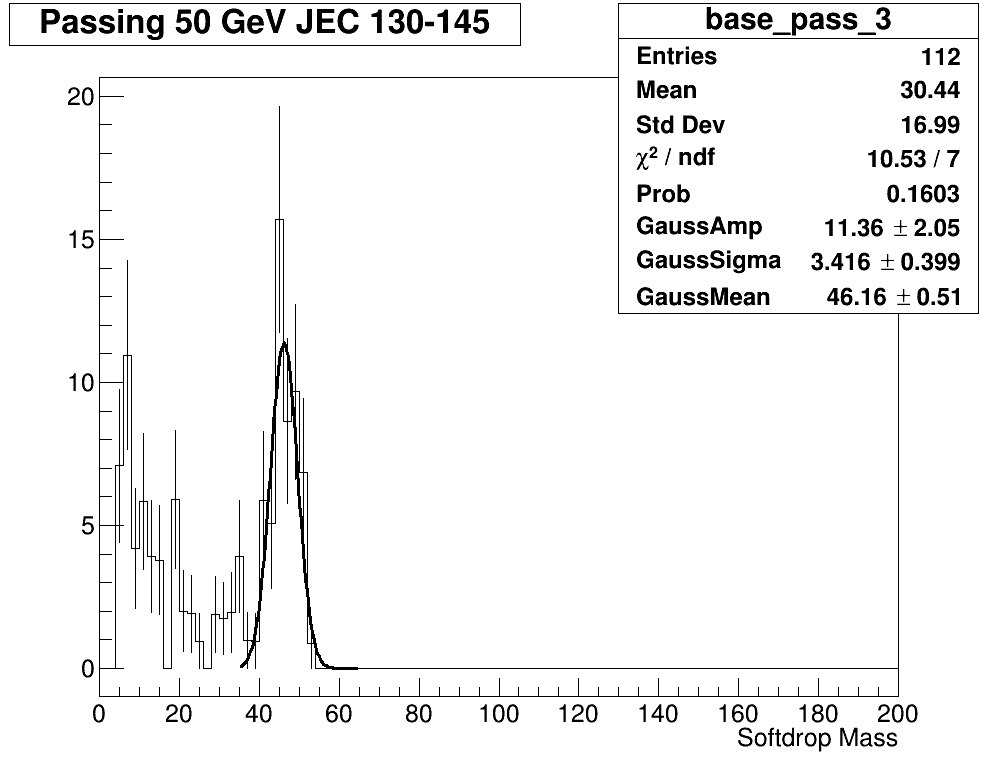 Passing 50 GeV JEC 130-145
base_pass_3
Entries 112
Mean 30.44
Std Dev 16.99
χ² / ndf 10.53 / 7
Prob 0.1603
GaussAmp 11.36 ± 2.05
GaussSigma 3.416 ± 0.399
GaussMean 46.16 ± 0.51
20
15
10
5
0
0 20 40 60 80 100 120 140 160 180 200
Softdrop Mass